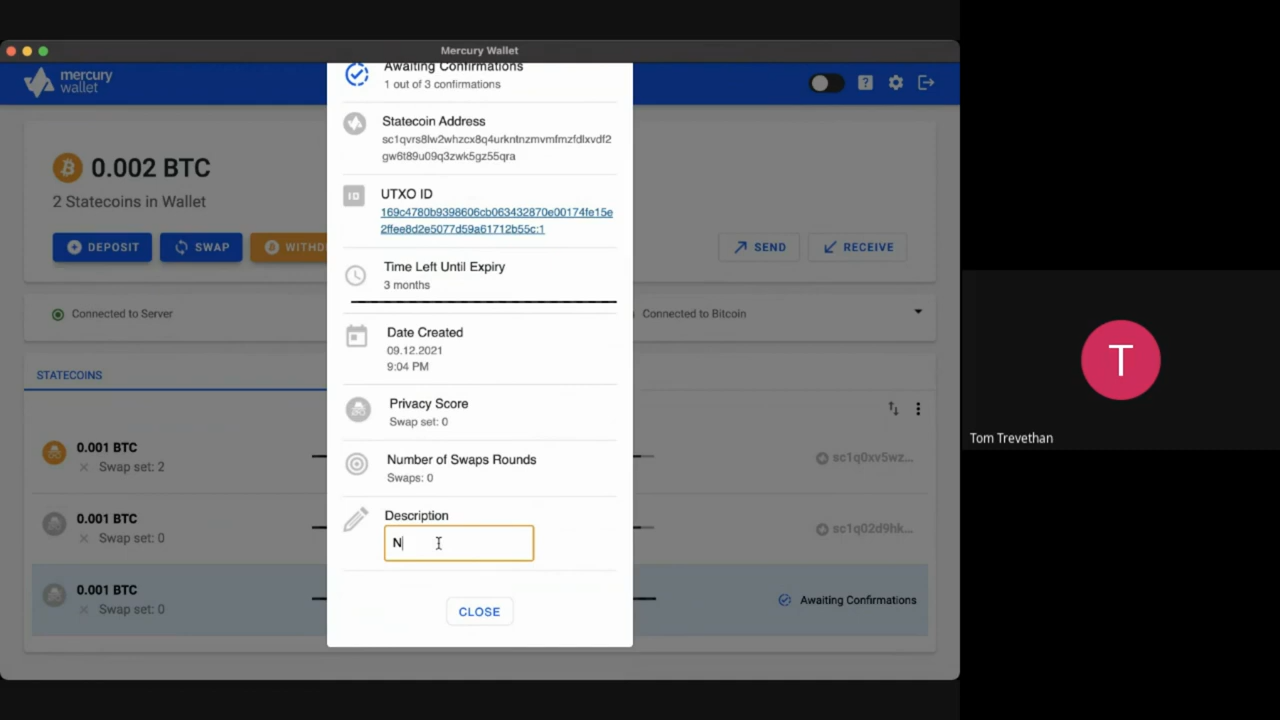 Mercury Wallet
mercury
wallet
0.002 BTC
2 Statecoins in Wallet
DEPOSIT
SWAP
WITHD
SEND
RECEIVE
Connected to Server
Connected to Bitcoin
STATECOINS
0.001 BTC
Swap set: 2
sc1q0xv5wz...
0.001 BTC
Swap set: 0
sc1q02d9hk...
0.001 BTC
Swap set: 0
Awaiting Confirmations
Awaiting Confirmations
1 out of 3 confirmations
Statecoin Address
sc1qvrs8lw2whzcx8q4urkntnzmvmfmzfdlxvdf2
gw6t89u09q3zwk5gz55qra
ID
UTXO ID
169c4780b9398606cb063432870e00174fe15e
2ffee8d2e5077d59a61712b55c:1
Time Left Until Expiry
3 months
Date Created
09.12.2021
9:04 PM
Privacy Score
Swap set: 0
Number of Swaps Rounds
Swaps: 0
Description
N
CLOSE
T
Tom Trevethan